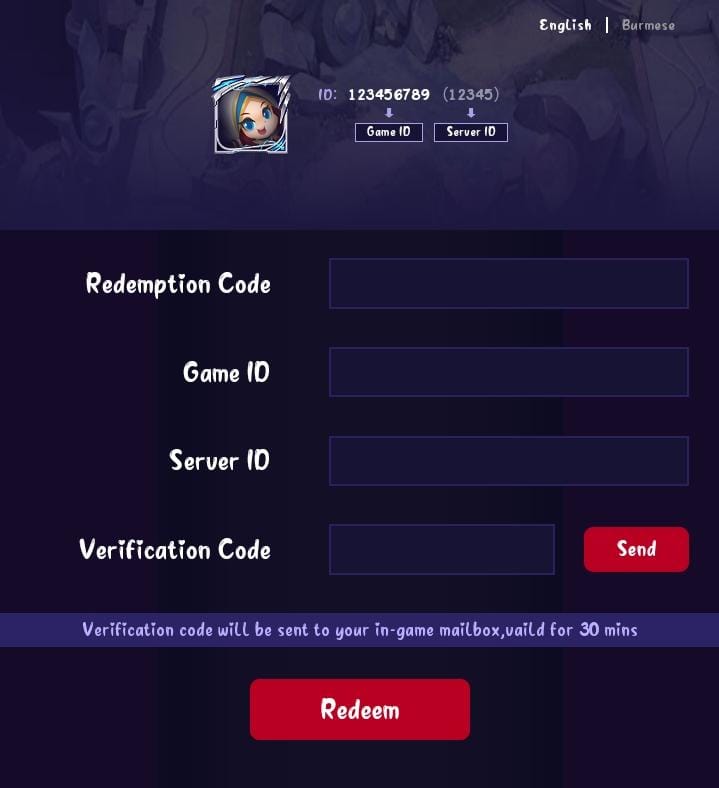 English | Burmese
ID: 123456789 (12345)
Game ID Server ID
Redemption Code
Game ID
Server ID
Verification Code Send
Verification code will be sent to your in-game mailbox,vaild for 30 mins
Redeem